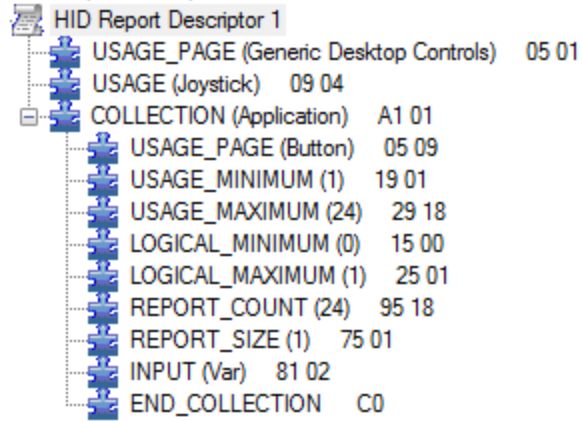 HID Report Descriptor 1
USAGE_PAGE (Generic Desktop Controls) 05 01
USAGE (Joystick) 09 04
COLLECTION (Application) A1 01
USAGE_PAGE (Button) 05 09
USAGE_MINIMUM (1) 19 01
USAGE_MAXIMUM (24) 29 18
LOGICAL_MINIMUM (0) 15 00
LOGICAL_MAXIMUM (1) 25 01
REPORT_COUNT (24) 95 18
REPORT_SIZE (1) 75 01
INPUT (Var) 81 02
END_COLLECTION C0